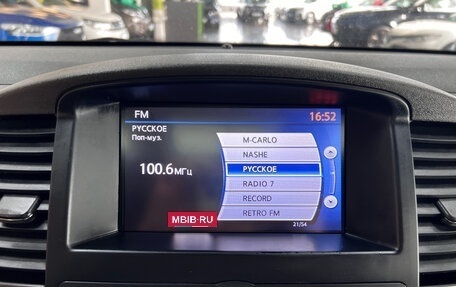 FM
16:52
РУССКОЕ
Поп-муз.
100.6МГц
M-CARLO
NASHE
РУССКОЕ
RADIO 7
RECORD
RETRO FM
21/54
MBIB.RU